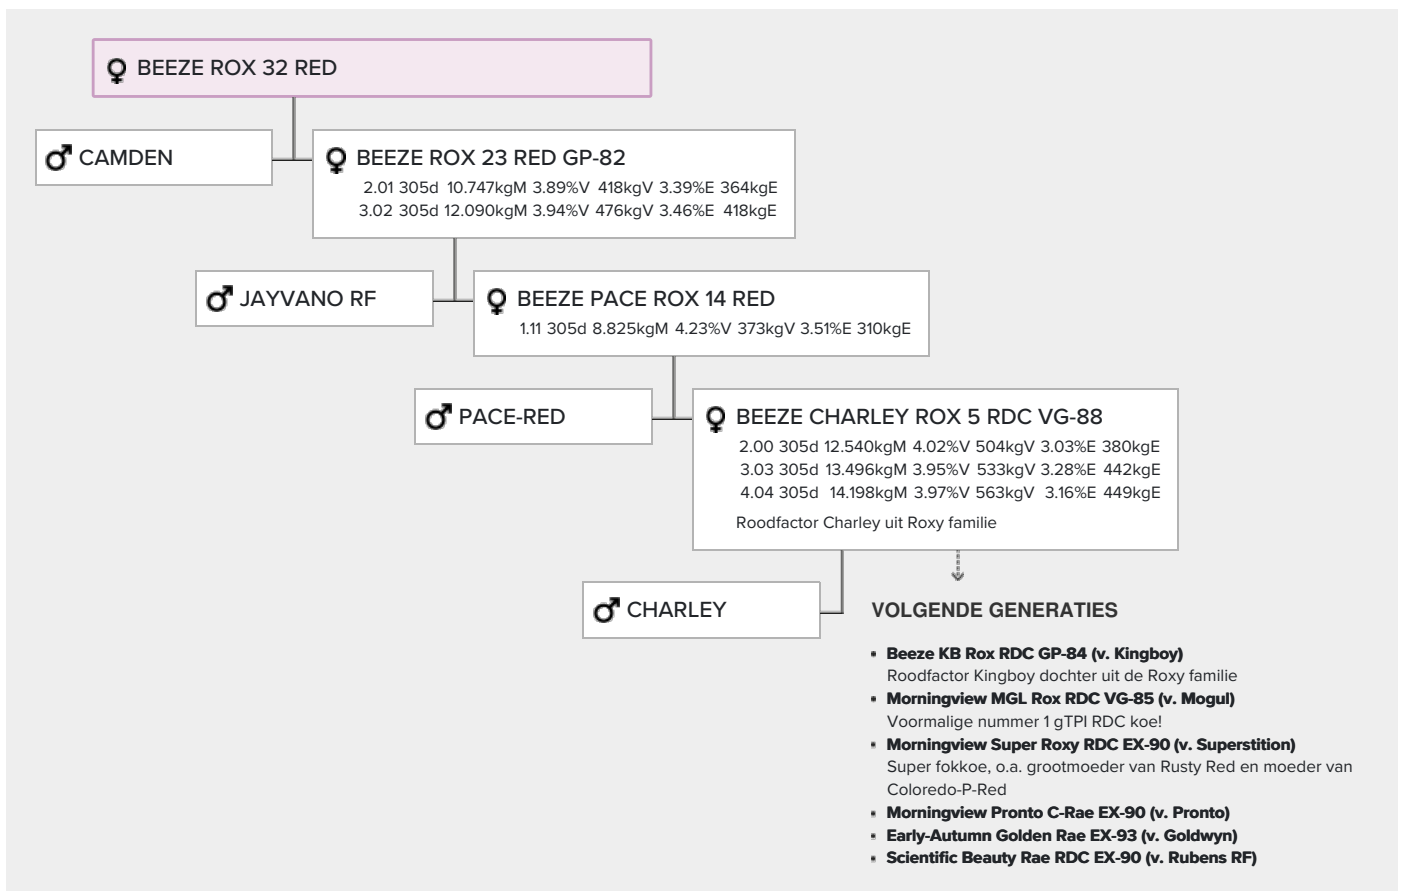 BEEZE ROX 32 RED
CAMDEN
BEEZE ROX 23 RED GP-82
2.01 305d 10.747kgM 3.89%V 418kgV 3.39%E 364kgE
3.02 305d 12.090kgM 3.94%V 476kgV 3.46%E 418kgE
JAYVANO RF
BEEZE PACE ROX 14 RED
1.11 305d 8.825kgM 4.23%V 373kgV 3.51%E 310kgE
PACE-RED
BEEZE CHARLEY ROX 5 RDC VG-88
2.00 305d 12.540kgM 4.02%V 504kgV 3.03%E 380kgE
3.03 305d 13.496kgM 3.95%V 533kgV 3.28%E 442kgE
4.04 305d 14.198kgM 3.97%V 563kgV 3.16%E 449kgE
Roodfactor Charley uit Roxy familie
CHARLEY
VOLGENDE GENERATIES
Beeze KB Rox RDC GP-84 (v. Kingboy)
Roodfactor Kingboy dochter uit de Roxy familie
Morningview MGL Rox RDC VG-85 (v. Mogul)
Voormalige nummer 1 gTPI RDC koe!
Morningview Super Roxy RDC EX-90 (v. Superstition)
Super fokkoe, o.a. grootmoeder van Rusty Red en moeder van
Coloredo-P-Red
Morningview Pronto C-Rae EX-90 (v. Pronto)
Early-Autumn Golden Rae EX-93 (v. Goldwyn)
Scientific Beauty Rae RDC EX-90 (v. Rubens RF)